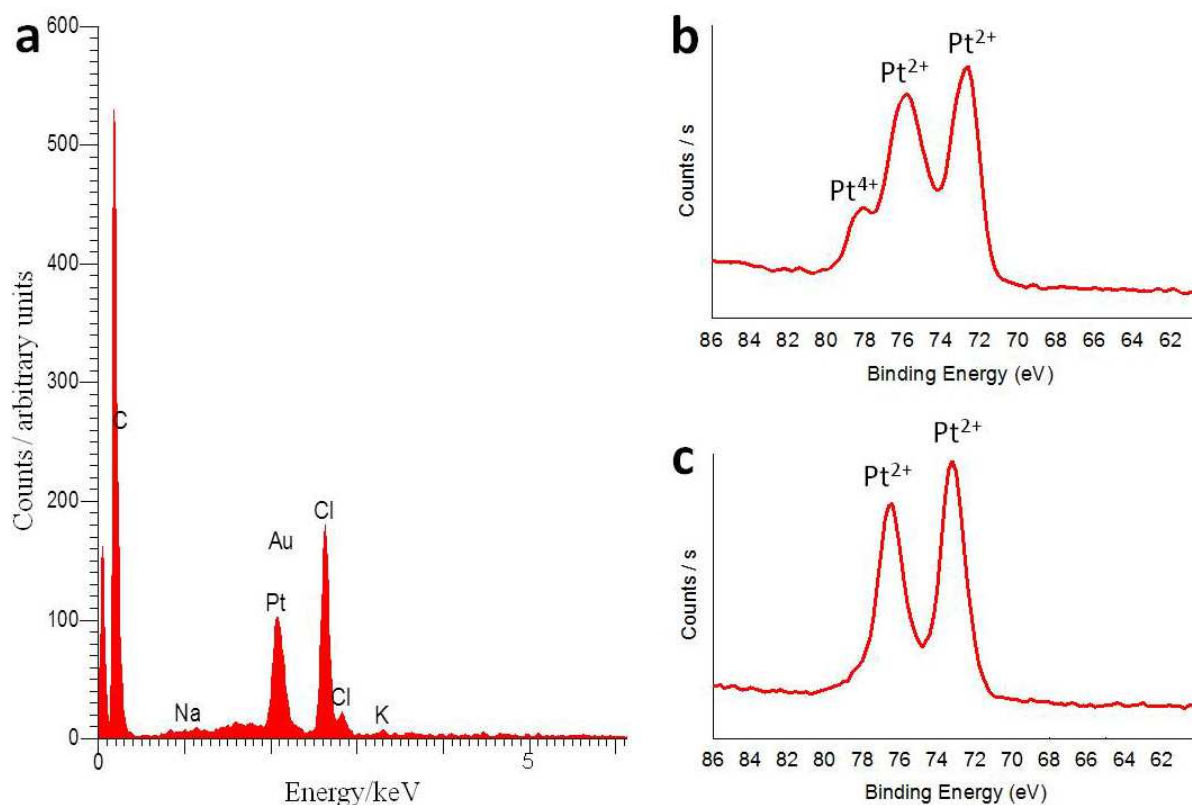 a
600
500
400
300
200
100
0
Counts / arbitrary units
C
Na
Au
Pt
Cl
Cl
K
0
5
Energy/keV
b
Pt²⁺
Pt²⁺
Pt⁴⁺
Counts / s
86 84 82 80 78 76 74 72 70 68 66 64 62
Binding Energy (eV)
c
Pt²⁺
Pt²⁺
Counts / s
86 84 82 80 78 76 74 72 70 68 66 64 62
Binding Energy (eV)